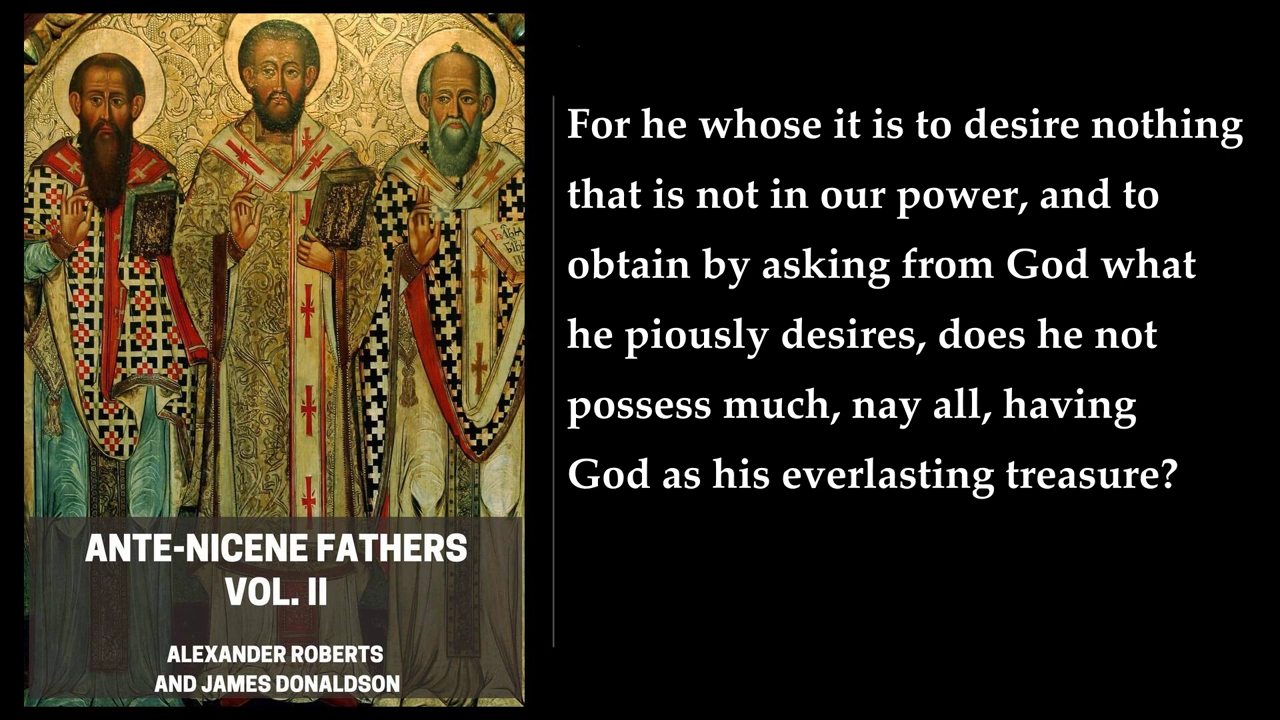 ANTE-NICENE FATHERS
VOL. II
ALEXANDER ROBERTS
AND JAMES DONALDSON
For he whose it is to desire nothing
that is not in our power, and to
obtain by asking from God what
he piously desires, does he not
possess much, nay all, having
God as his everlasting treasure?